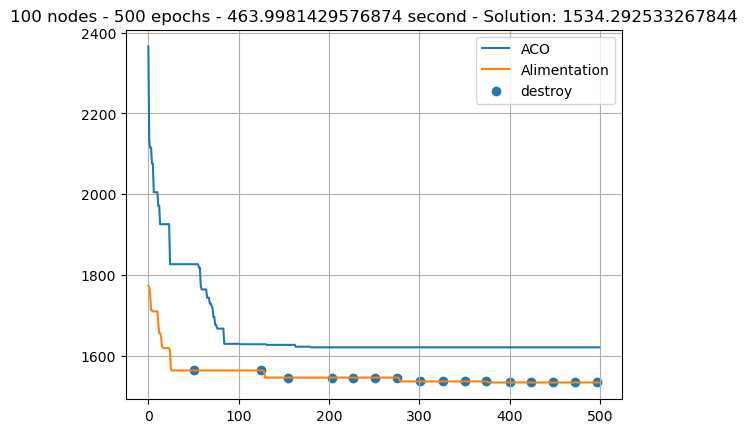 100 nodes - 500 epochs - 463.9981429576874 second - Solution: 1534.292533267844
2400
2200
2000
1800
1600
ACO
Alimentation
destroy
0
100
200
300
400
500